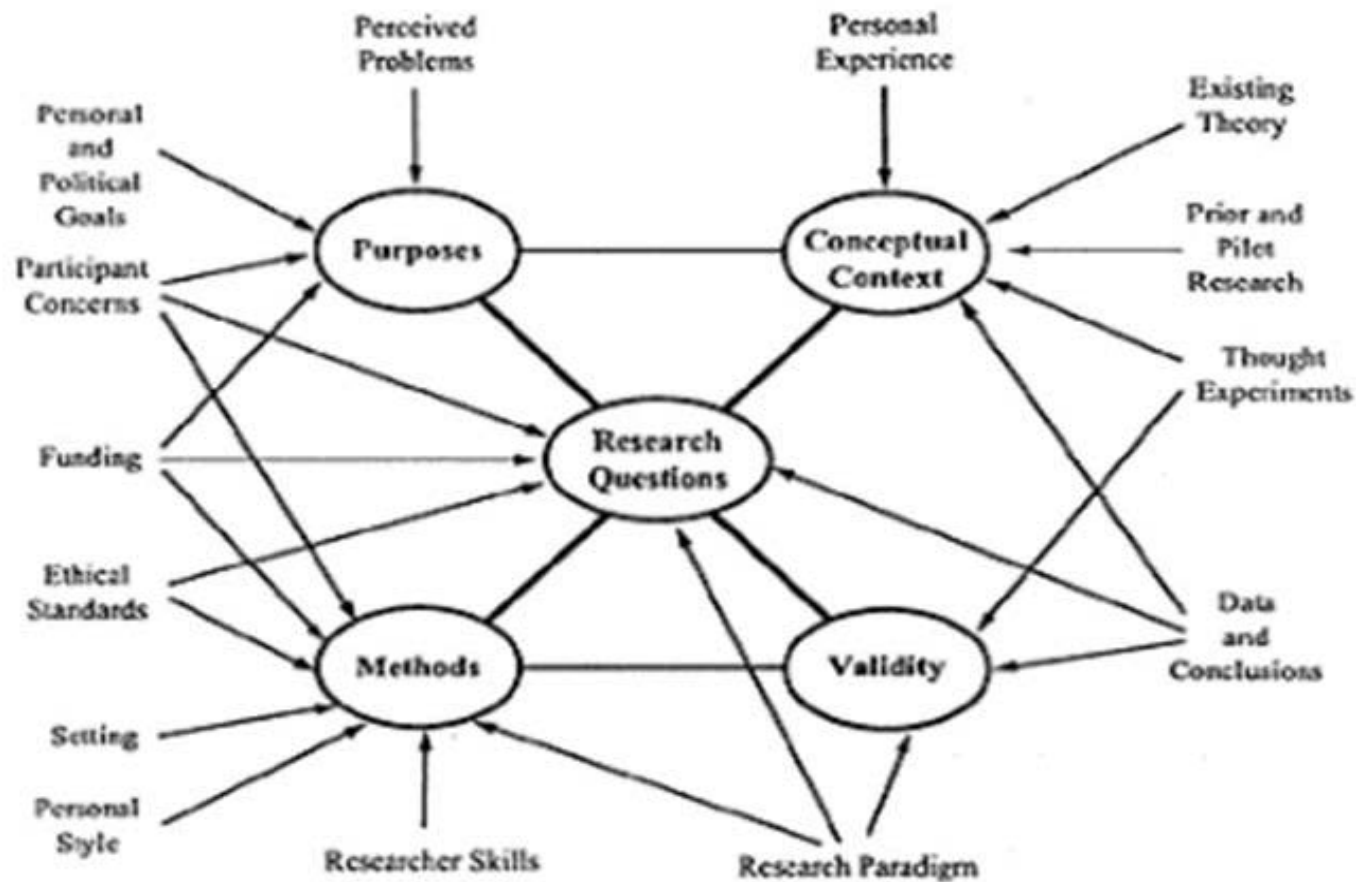 Perceived
Problems
Personal
Experience
Personal
and
Political
Goals
Existing
Theory
Purposes
Conceptual
Context
Prior and
Pilot
Research
Participant
Concerns
Thought
Experiments
Funding
Research
Questions
Ethical
Standards
Data
and
Conclusions
Methods
Validity
Setting
Personal
Style
Researcher Skills
Research Paradigm